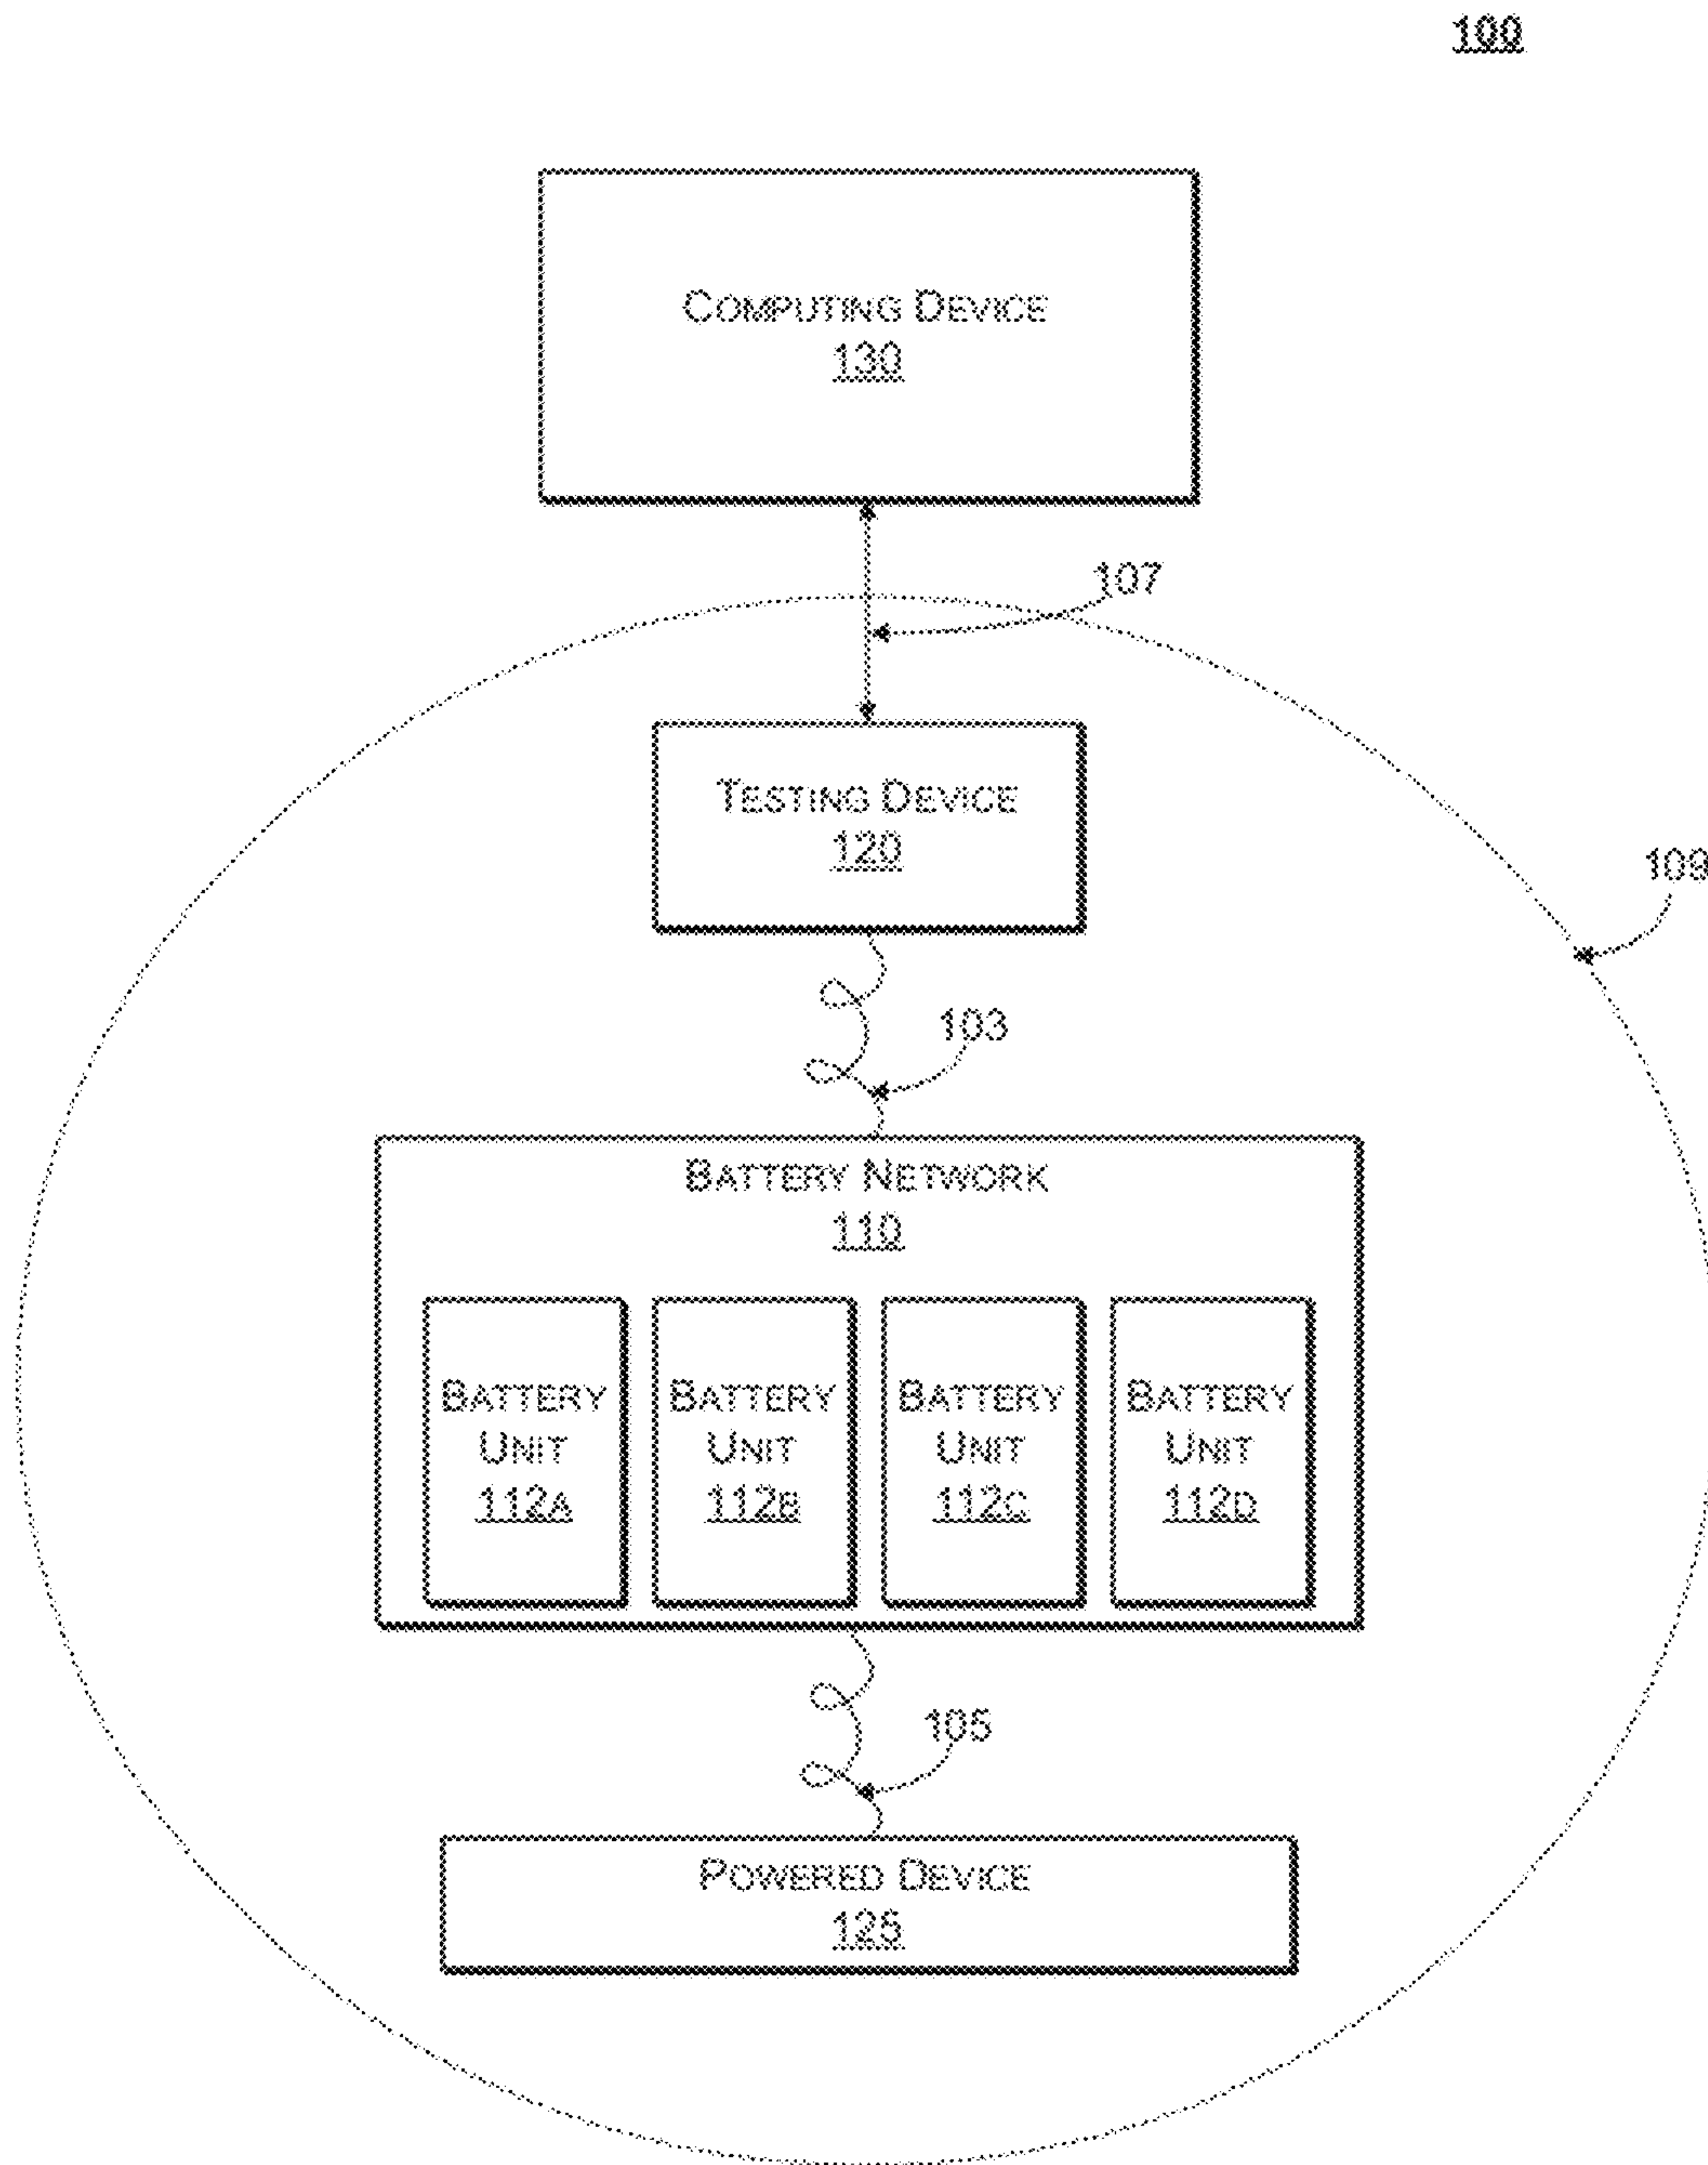 100
COMPUTING DEVICE
130
107
TESTING DEVICE
120
109
103
BATTERY NETWORK
110
BATTERY
UNIT
112A
BATTERY
UNIT
112B
BATTERY
UNIT
112C
BATTERY
UNIT
112D
105
POWERED DEVICE
125